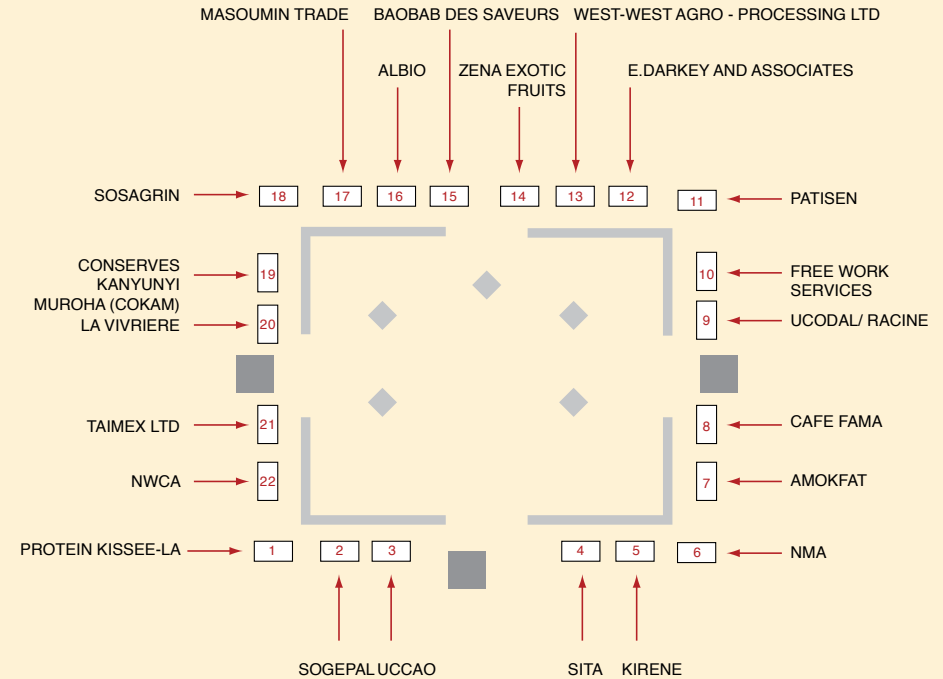 MASOUMIN TRADE
BAOBAB DES SAVEURS
WEST-WEST AGRO - PROCESSING LTD
ALBIO
ZENA EXOTIC
FRUITS
E.DARKEY AND ASSOCIATES
SOSAGRIN
18
17
16
15
14
13
12
11
PATISEN
CONSERVES
KANYUNYI
MUROHA (COKAM)
19
10
FREE WORK
SERVICES
LA VIVRIERE
20
9
UCODAL/ RACINE
TAIMEX LTD
21
8
CAFE FAMA
NWCA
22
7
AMOKFAT
PROTEIN KISSEE-LA
1
2
3
4
5
6
NMA
SOGEPAL
UCCAO
SITA
KIRENE